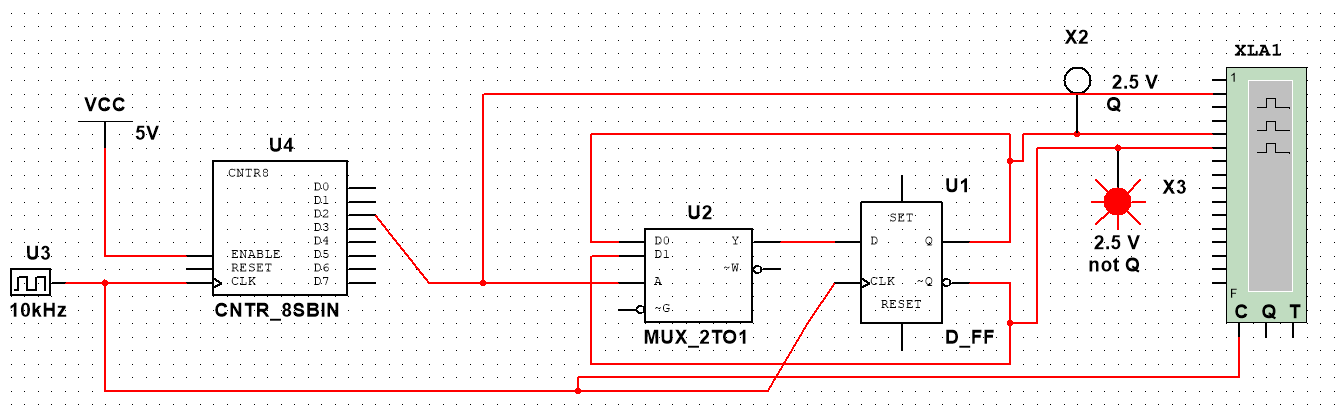 X2
XLA1
2.5 V
Q
1
VCC
5V
U4
CNTR8
D0
D1
D2
D3
D4
ENABLE D5
RESET D6
CLK D7
CNTR_8SBIN
U3
10kHz
U2
D0 Y
D1
~W
A
~G
MUX_2TO1
U1
SET
D Q
CLK ~Q
RESET
D_FF
X3
2.5 V
not Q
F
C Q T